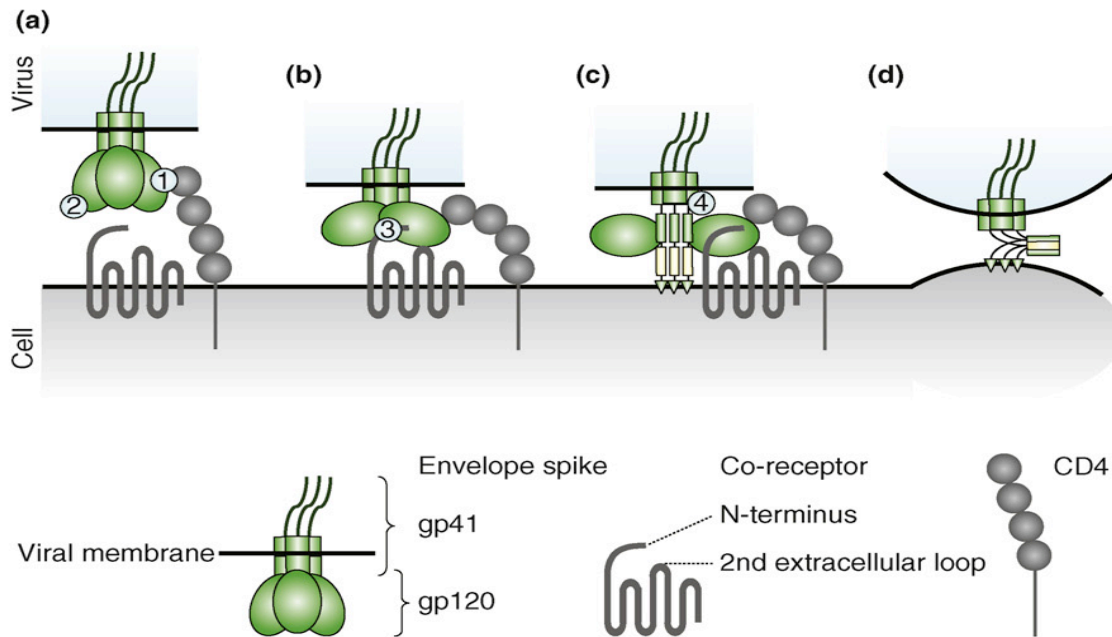 (a)
(b)
(c)
(d)
Virus
1
2
3
4
Cell
Envelope spike
Co-receptor
CD4
gp41
N-terminus
Viral membrane
2nd extracellular loop
gp120